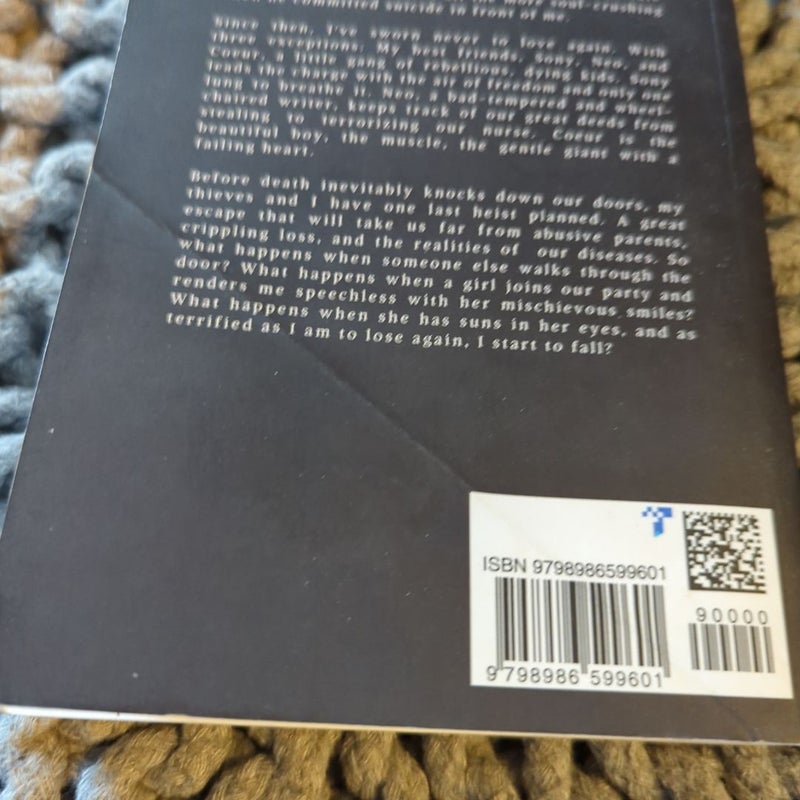 the more soul-crushing
he committed suicide in front of me.
Since then, I've sworn never to love again. With
three exceptions. My best friends, Sony, Neo, and
Coeur, a little gang of rebellious, dying kids. Sony
leads the charge with the air of freedom and only one
lung to breathe it. Neo, a bad-tempered and wheel-
chaired writer, keeps track of our great deeds from
stealing to terrorizing our nurse. Coeur is the
beautiful boy, the muscle, the gentle giant with a
failing heart.
Before death inevitably knocks down our doors, my
thieves and I have one last heist planned. A great
escape that will take us far from abusive parents,
crippling loss, and the realities of our diseases. So
what happens when someone else walks through the
door? What happens when a girl joins our party and
renders me speechless with her mischievous smiles?
What happens when she has suns in her eyes, and as
terrified as I am to lose again, I start to fall?
ISBN 9798986599601
90000
9 798986 599601